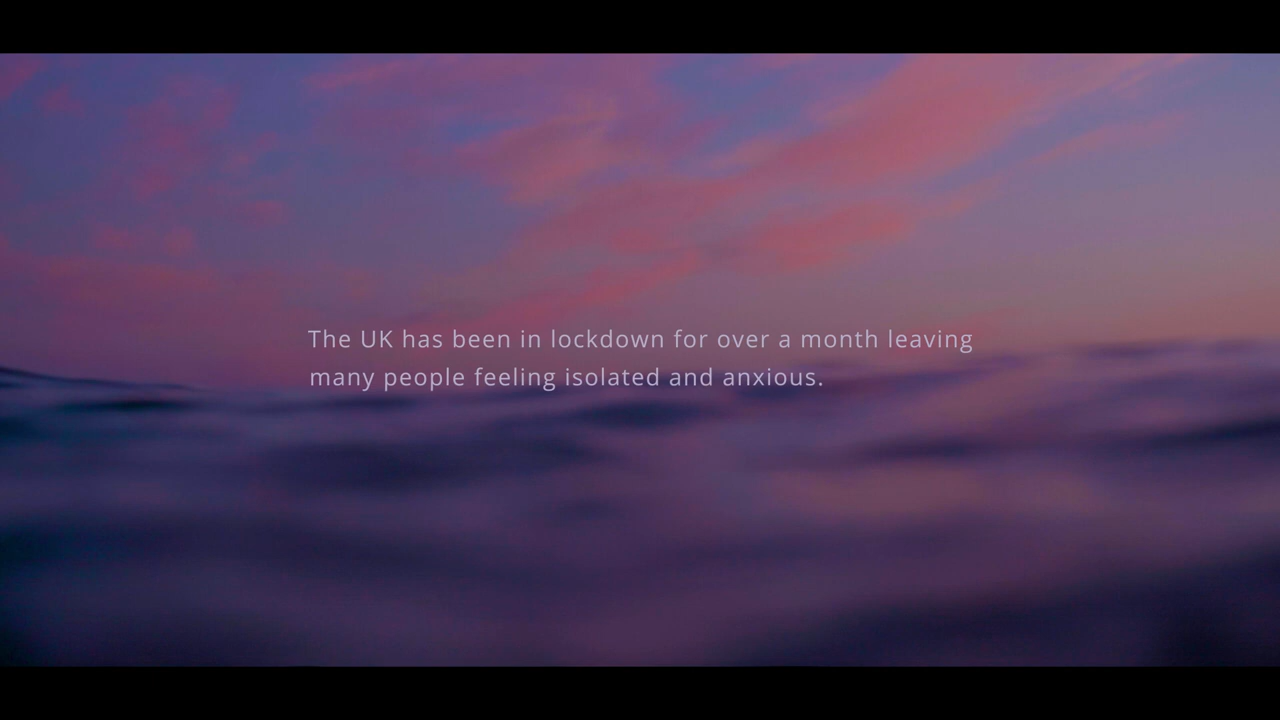 The UK has been in lockdown for over a month leaving
many people feeling isolated and anxious.